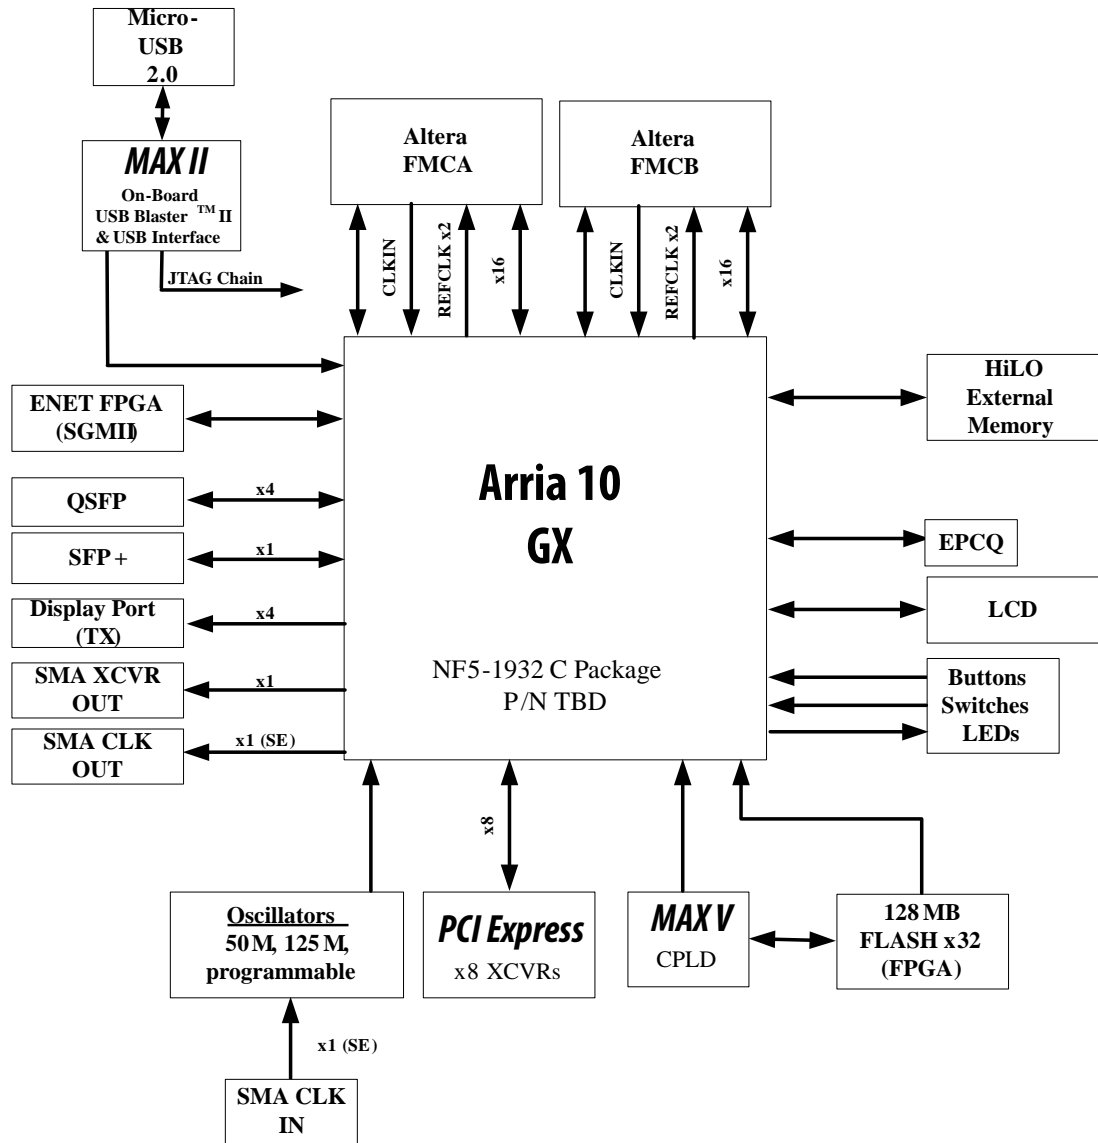 Micro-
USB
2.0
MAX II
On-Board
USB Blaster ™ II
& USB Interface
JTAG Chain
Altera
FMCA
Altera
FMCB
CLKIN
REFCLK x2
x16
CLKIN
REFCLK x2
x16
ENET FPGA
(SGMII)
HiLO
External
Memory
Arria 10
GX
QSFP
x4
SFP +
x1
EPCQ
Display Port
(TX)
x4
LCD
NF5-1932 C Package
P/N TBD
SMA XCVR
OUT
x1
Buttons
Switches
LEDs
SMA CLK
OUT
x1 (SE)
x8
Oscillators
50 M, 125 M,
programmable
PCI Express
x8 XCVRs
MAX V
CPLD
128 MB
FLASH x32
(FPGA)
x1 (SE)
SMA CLK
IN